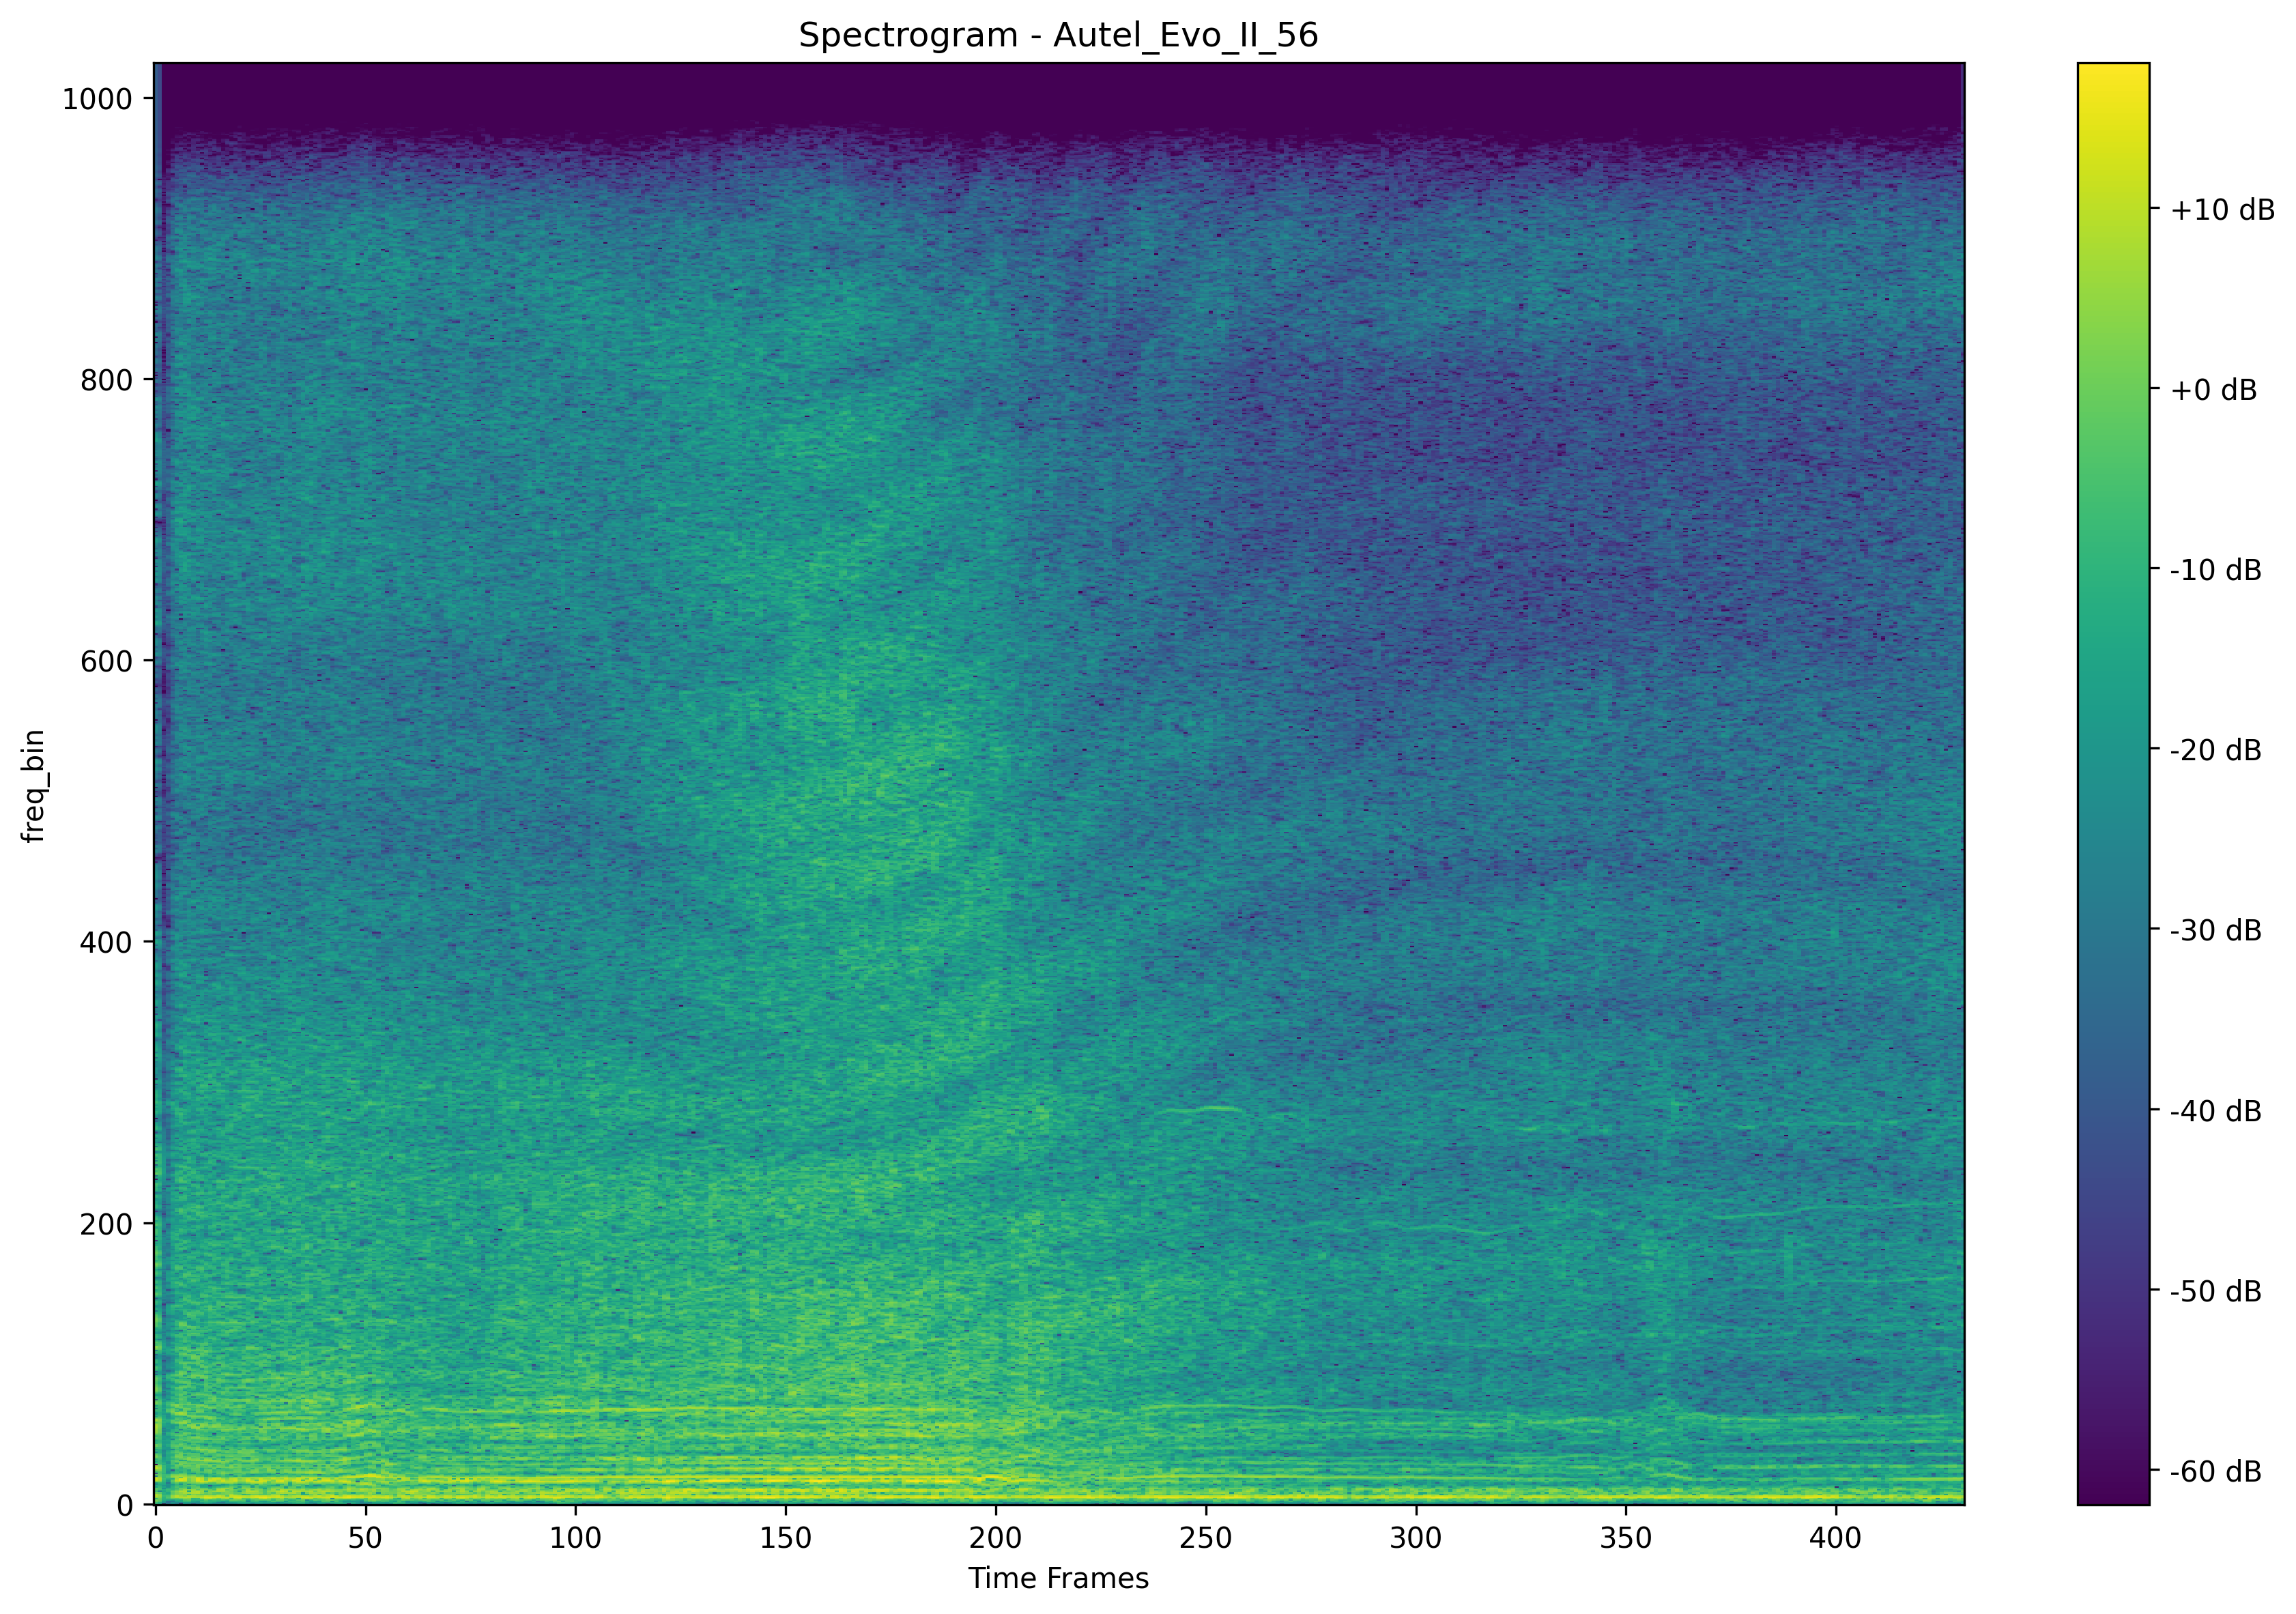 Spectrogram - Autel_Evo_II_56
1000
800
600
400
200
0
freq_bin
0 50 100 150 200 250 300 350 400
Time Frames
+10 dB
+0 dB
-10 dB
-20 dB
-30 dB
-40 dB
-50 dB
-60 dB